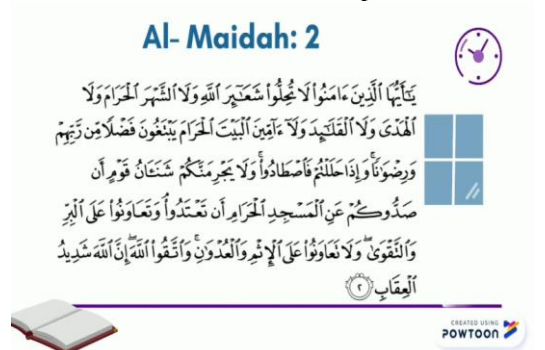 Al- Maidah: 2
يَٰٓأَيُّهَا ٱلَّذِينَ ءَامَنُوا۟ لَا تُحِلُّوا۟ شَعَٰٓئِرَ ٱللَّهِ وَلَا ٱلشَّهْرَ ٱلْحَرَامَ وَلَا
ٱلْهَدْىَ وَلَا ٱلْقَلَٰٓئِدَ وَلَآ ءَآمِّينَ ٱلْبَيْتَ ٱلْحَرَامَ يَبْتَغُونَ فَضْلًا مِّن رَّبِّهِمْ
وَرِضْوَٰنًا ۚ وَإِذَا حَلَلْتُمْ فَٱصْطَادُوا۟ ۚ وَلَا يَجْرِمَنَّكُمْ شَنَـَٔانُ قَوْمٍ أَن
صَدُّوكُمْ عَنِ ٱلْمَسْجِدِ ٱلْحَرَامِ أَن تَعْتَدُوا۟ ۘ وَتَعَاوَنُوا۟ عَلَى ٱلْبِرِّ
وَٱلتَّقْوَىٰ ۖ وَلَا تَعَاوَنُوا۟ عَلَى ٱلْإِثْمِ وَٱلْعُدْوَٰنِ ۚ وَٱتَّقُوا۟ ٱللَّهَ ۖ إِنَّ ٱللَّهَ شَدِيدُ
ٱلْعِقَابِ ٢
CREATED USING
POWTOON